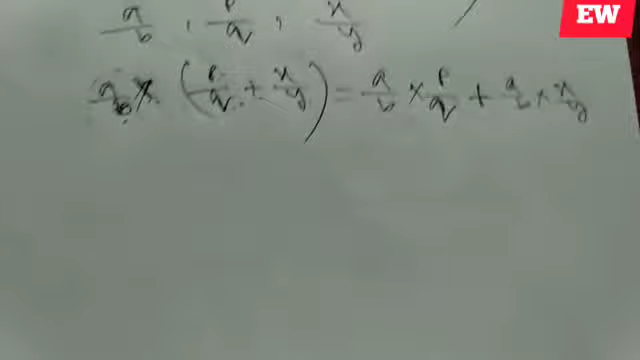 EW
a/b , p/q , x/y
a/b × (p/q + x/y) = a/b × p/q + a/b × x/y